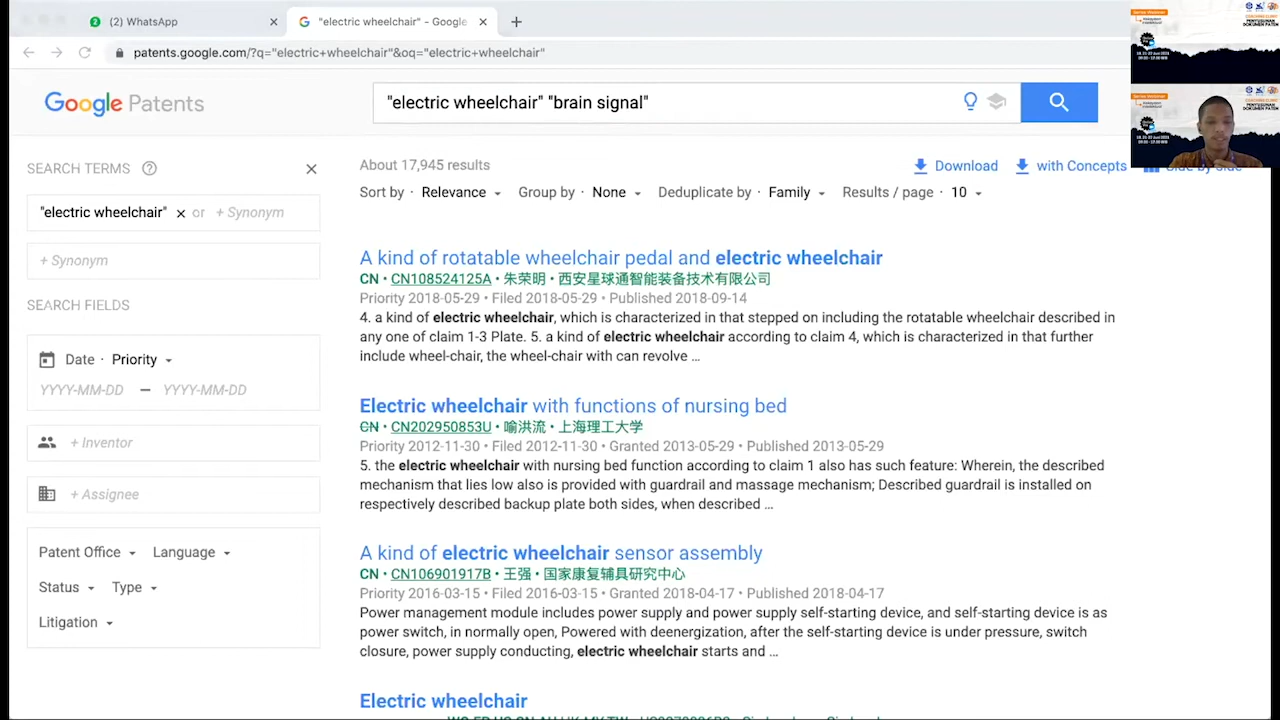 2 (2) WhatsApp
"electric wheelchair" – Google
patents.google.com/?q="electric+wheelchair"&oq="electric+wheelchair"
Google Patents
"electric wheelchair" "brain signal"
SEARCH TERMS
"electric wheelchair" × or + Synonym
+ Synonym
SEARCH FIELDS
Date · Priority
YYYY-MM-DD — YYYY-MM-DD
+ Inventor
+ Assignee
Patent Office Language
Status Type
Litigation
About 17,945 results
Download with Concepts Side by side
Sort by · Relevance Group by · None Deduplicate by · Family Results / page · 10
A kind of rotatable wheelchair pedal and electric wheelchair
CN • CN108524125A • 朱荣明 • 西安星球通智能装备技术有限公司
Priority 2018-05-29 • Filed 2018-05-29 • Published 2018-09-14
4. a kind of electric wheelchair, which is characterized in that stepped on including the rotatable wheelchair described in
any one of claim 1-3 Plate. 5. a kind of electric wheelchair according to claim 4, which is characterized in that further
include wheel-chair, the wheel-chair with can revolve …
Electric wheelchair with functions of nursing bed
CN • CN202950853U • 喻洪流 • 上海理工大学
Priority 2012-11-30 • Filed 2012-11-30 • Granted 2013-05-29 • Published 2013-05-29
5. the electric wheelchair with nursing bed function according to claim 1 also has such feature: Wherein, the described
mechanism that lies low also is provided with guardrail and massage mechanism; Described guardrail is installed on
respectively described backup plate both sides, when described …
A kind of electric wheelchair sensor assembly
CN • CN106901917B • 王强 • 国家康复辅具研究中心
Priority 2016-03-15 • Filed 2016-03-15 • Granted 2018-04-17 • Published 2018-04-17
Power management module includes power supply and power supply self-starting device, and self-starting device is as
power switch, in normally open, Powered with deenergization, after the self-starting device is under pressure, switch
closure, power supply conducting, electric wheelchair starts and …
Electric wheelchair